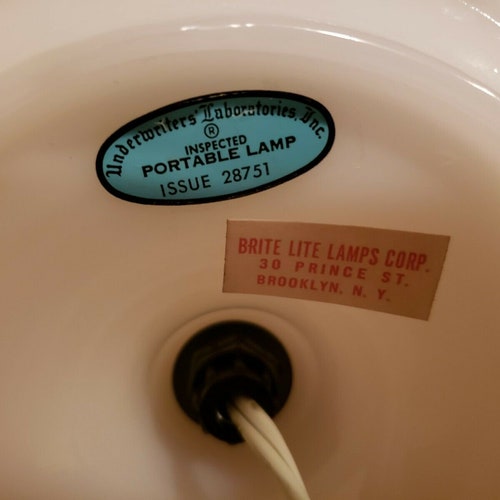 Underwriters' Laboratories, Inc.
®
INSPECTED
PORTABLE LAMP
ISSUE 28751
BRITE LITE LAMPS CORP.
30 PRINCE ST.
BROOKLYN, N. Y.